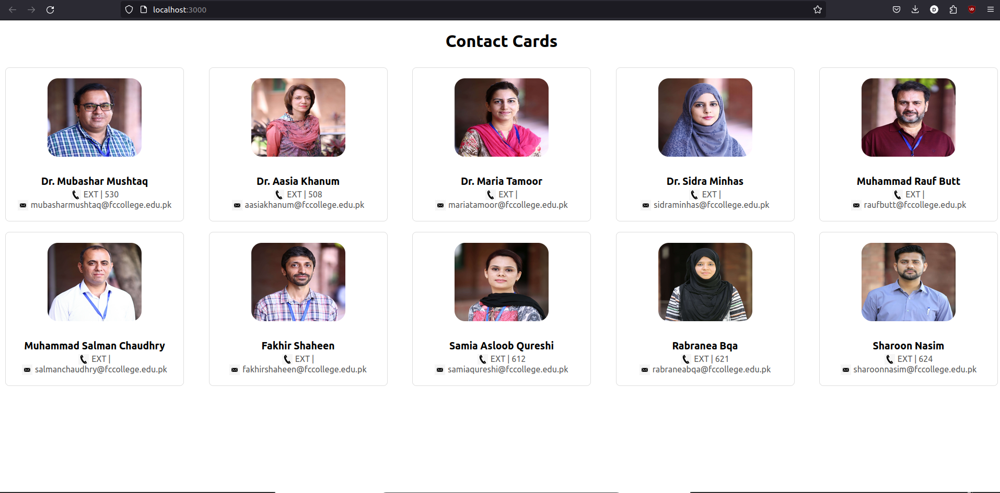 localhost:3000
Contact Cards
Dr. Mubashar Mushtaq
EXT | 530
mubasharmushtaq@fccollege.edu.pk
Dr. Aasia Khanum
EXT | 508
aasiakhanum@fccollege.edu.pk
Dr. Maria Tamoor
EXT |
mariatamoor@fccollege.edu.pk
Dr. Sidra Minhas
EXT |
sidraminhas@fccollege.edu.pk
Muhammad Rauf Butt
EXT |
raufbutt@fccollege.edu.pk
Muhammad Salman Chaudhry
EXT |
salmanchaudhry@fccollege.edu.pk
Fakhir Shaheen
EXT |
fakhirshaheen@fccollege.edu.pk
Samia Asloob Qureshi
EXT | 612
samiaqureshi@fccollege.edu.pk
Rabranea Bqa
EXT | 621
rabraneabqa@fccollege.edu.pk
Sharoon Nasim
EXT | 624
sharoonnasim@fccollege.edu.pk